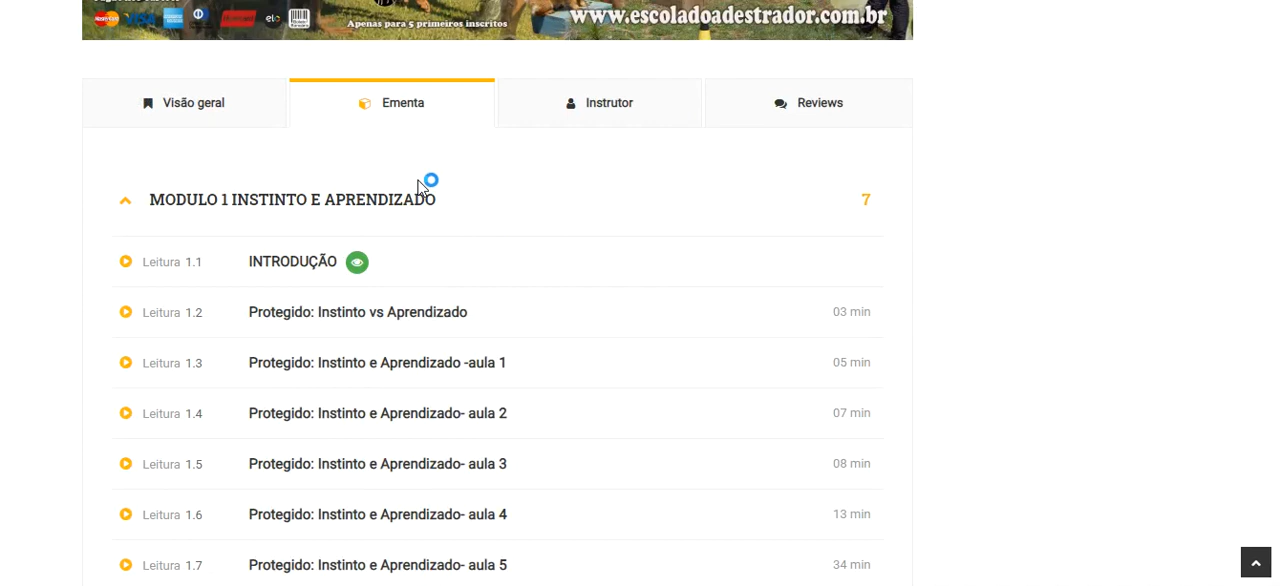 MasterCard VISA elo
Apenas para 5 primeiros inscritos
www.escoladoadestrador.com.br
Visão geral
Ementa
Instrutor
Reviews
MODULO 1 INSTINTO E APRENDIZADO 7
Leitura 1.1 INTRODUÇÃO
Leitura 1.2 Protegido: Instinto vs Aprendizado 03 min
Leitura 1.3 Protegido: Instinto e Aprendizado -aula 1 05 min
Leitura 1.4 Protegido: Instinto e Aprendizado- aula 2 07 min
Leitura 1.5 Protegido: Instinto e Aprendizado- aula 3 08 min
Leitura 1.6 Protegido: Instinto e Aprendizado- aula 4 13 min
Leitura 1.7 Protegido: Instinto e Aprendizado- aula 5 34 min